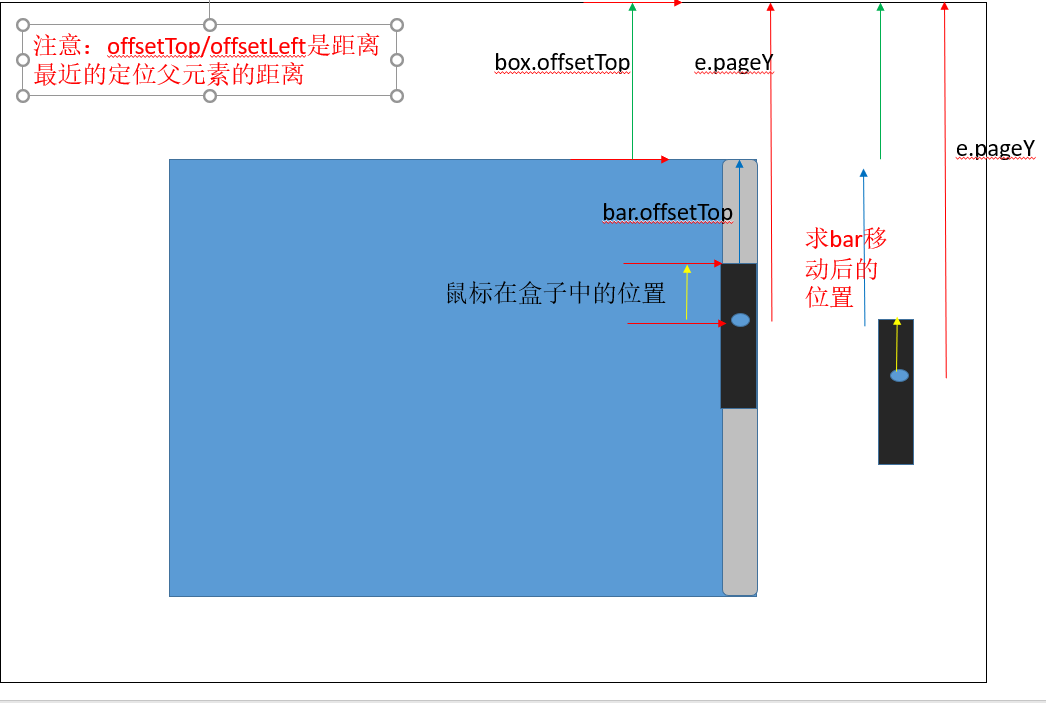 注意：offsetTop/offsetLeft是距离
最近的定位父元素的距离
box.offsetTop
e.pageY
e.pageY
bar.offsetTop
求bar移
动后的
位置
鼠标在盒子中的位置